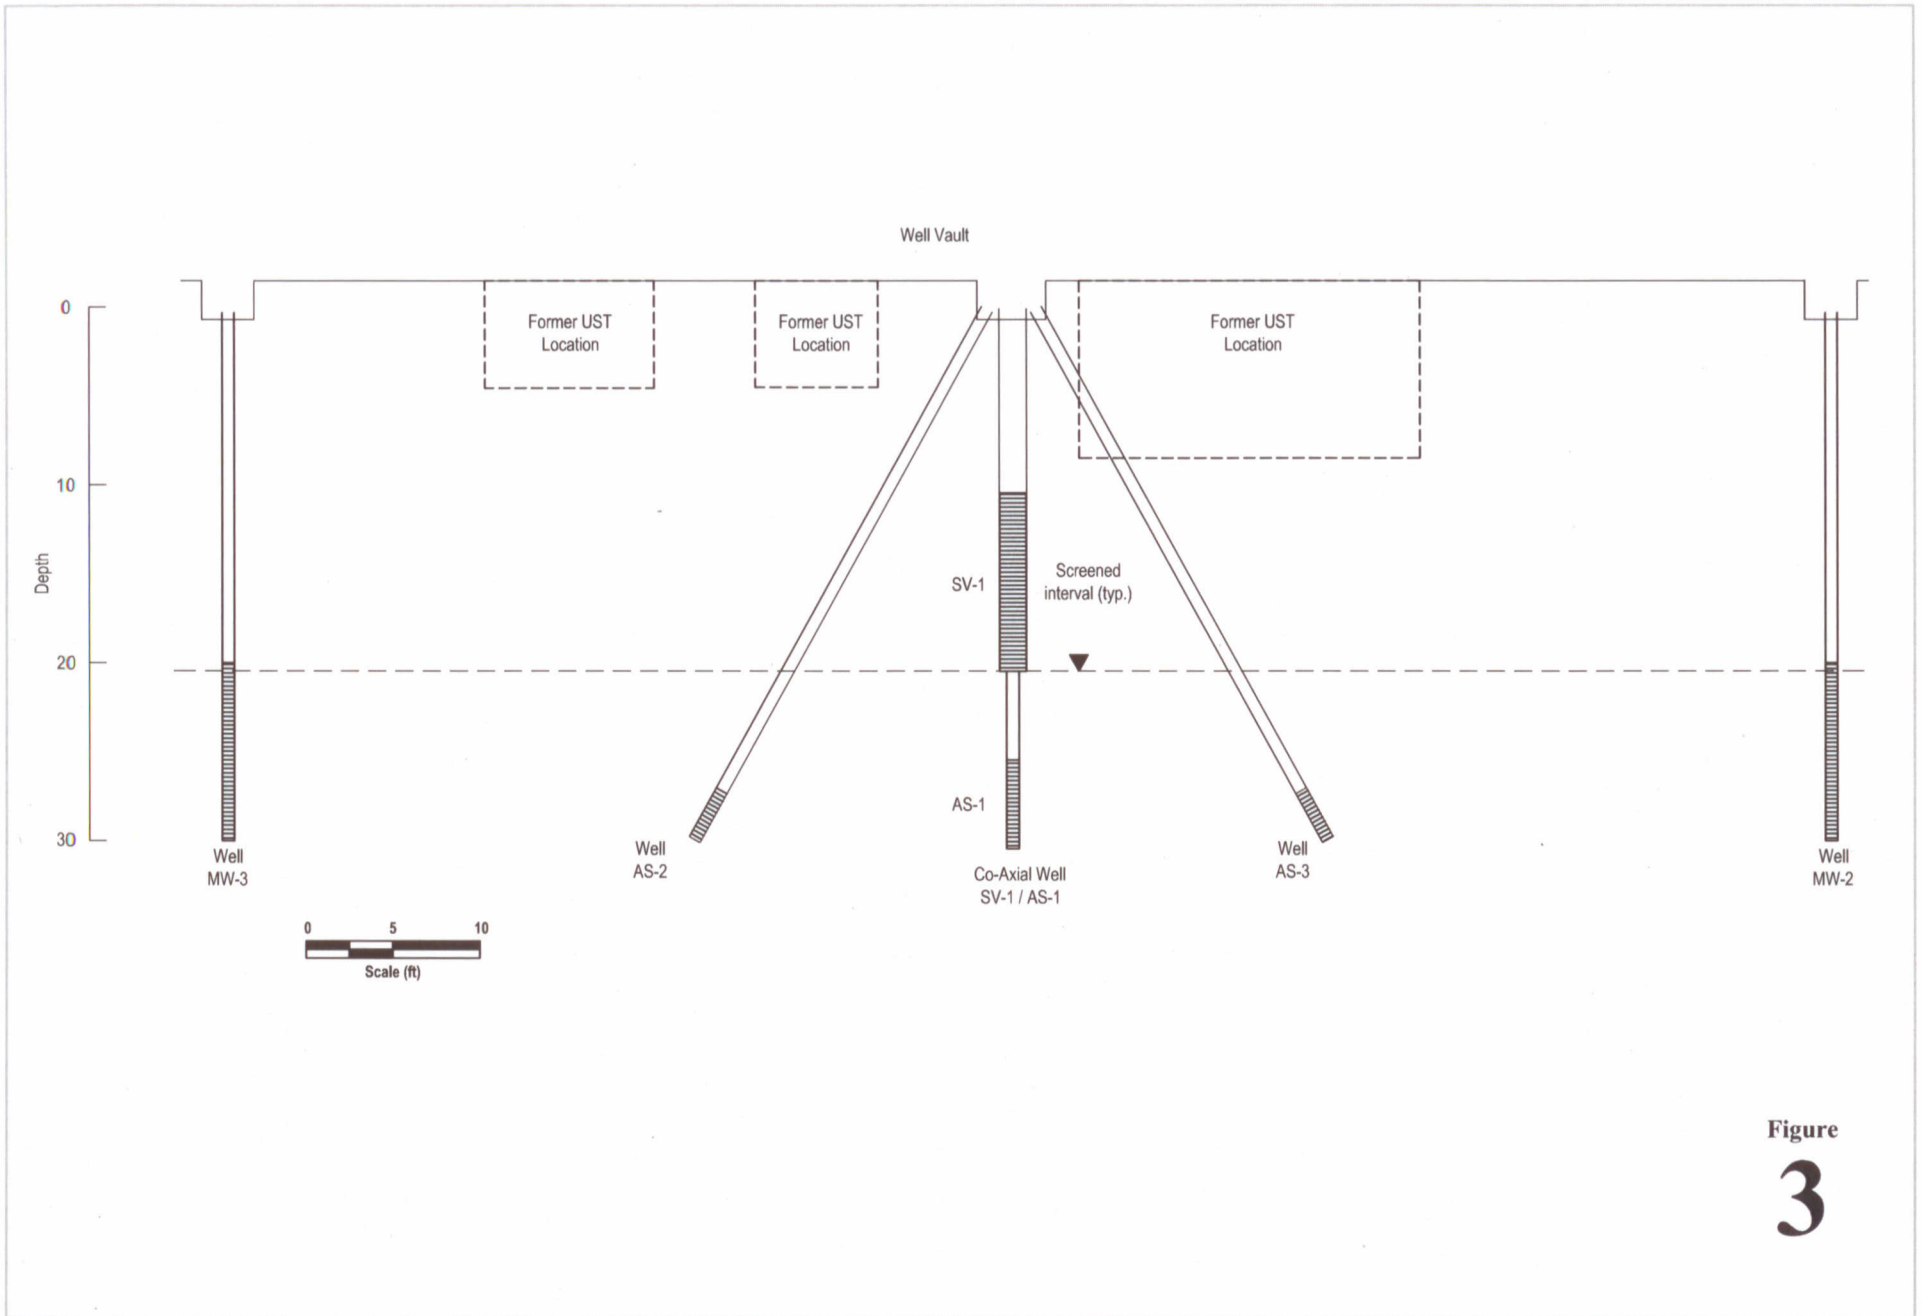 Well Vault
0
10
20
30
Depth
Former UST
Location
Former UST
Location
Former UST
Location
SV-1
Screened
interval (typ.)
AS-1
Well
MW-3
Well
AS-2
Co-Axial Well
SV-1 / AS-1
Well
AS-3
Well
MW-2
0 5 10
Scale (ft)
Figure
3